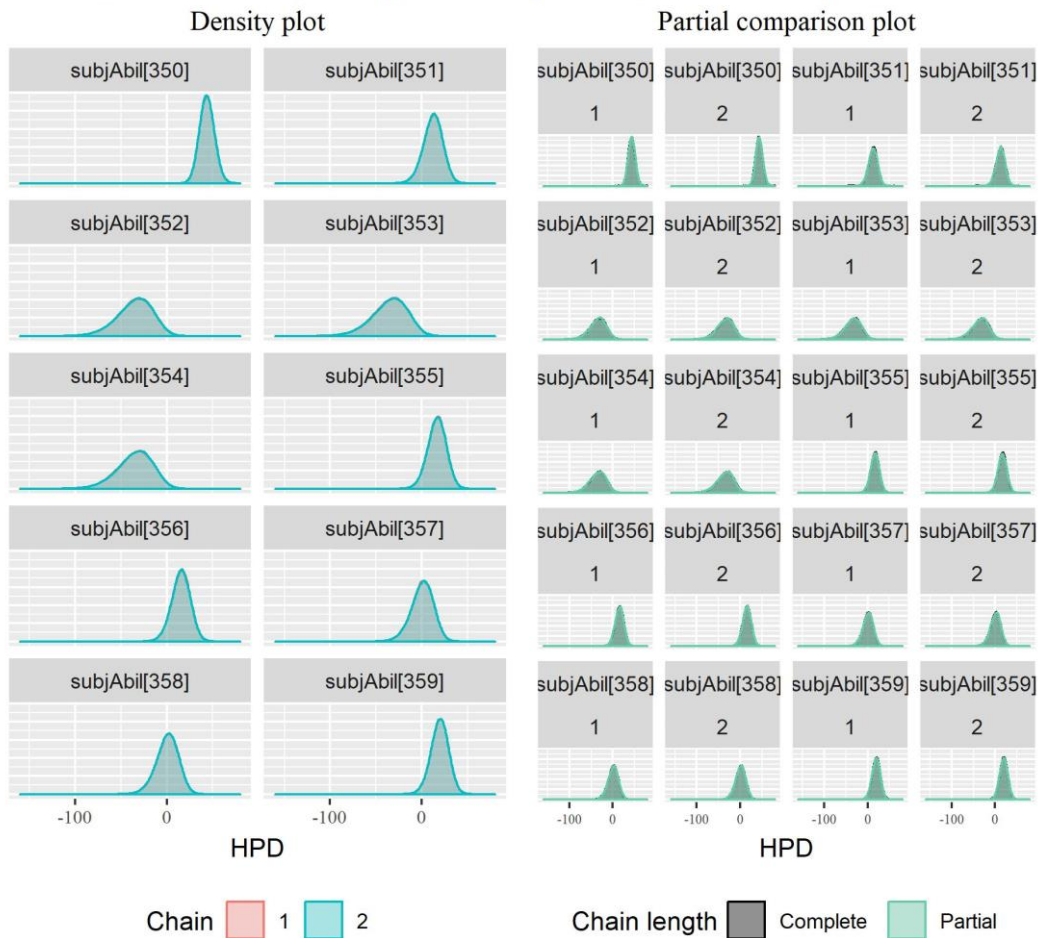 Density plot
subjAbil[350] subjAbil[351]
subjAbil[352] subjAbil[353]
subjAbil[354] subjAbil[355]
subjAbil[356] subjAbil[357]
subjAbil[358] subjAbil[359]
-100 0 -100 0
HPD
Chain 1 2
Partial comparison plot
subjAbil[350] subjAbil[350] subjAbil[351] subjAbil[351]
1 2 1 2
subjAbil[352] subjAbil[352] subjAbil[353] subjAbil[353]
1 2 1 2
subjAbil[354] subjAbil[354] subjAbil[355] subjAbil[355]
1 2 1 2
subjAbil[356] subjAbil[356] subjAbil[357] subjAbil[357]
1 2 1 2
subjAbil[358] subjAbil[358] subjAbil[359] subjAbil[359]
1 2 1 2
-100 0 -100 0 -100 0 -100 0
HPD
Chain length Complete Partial